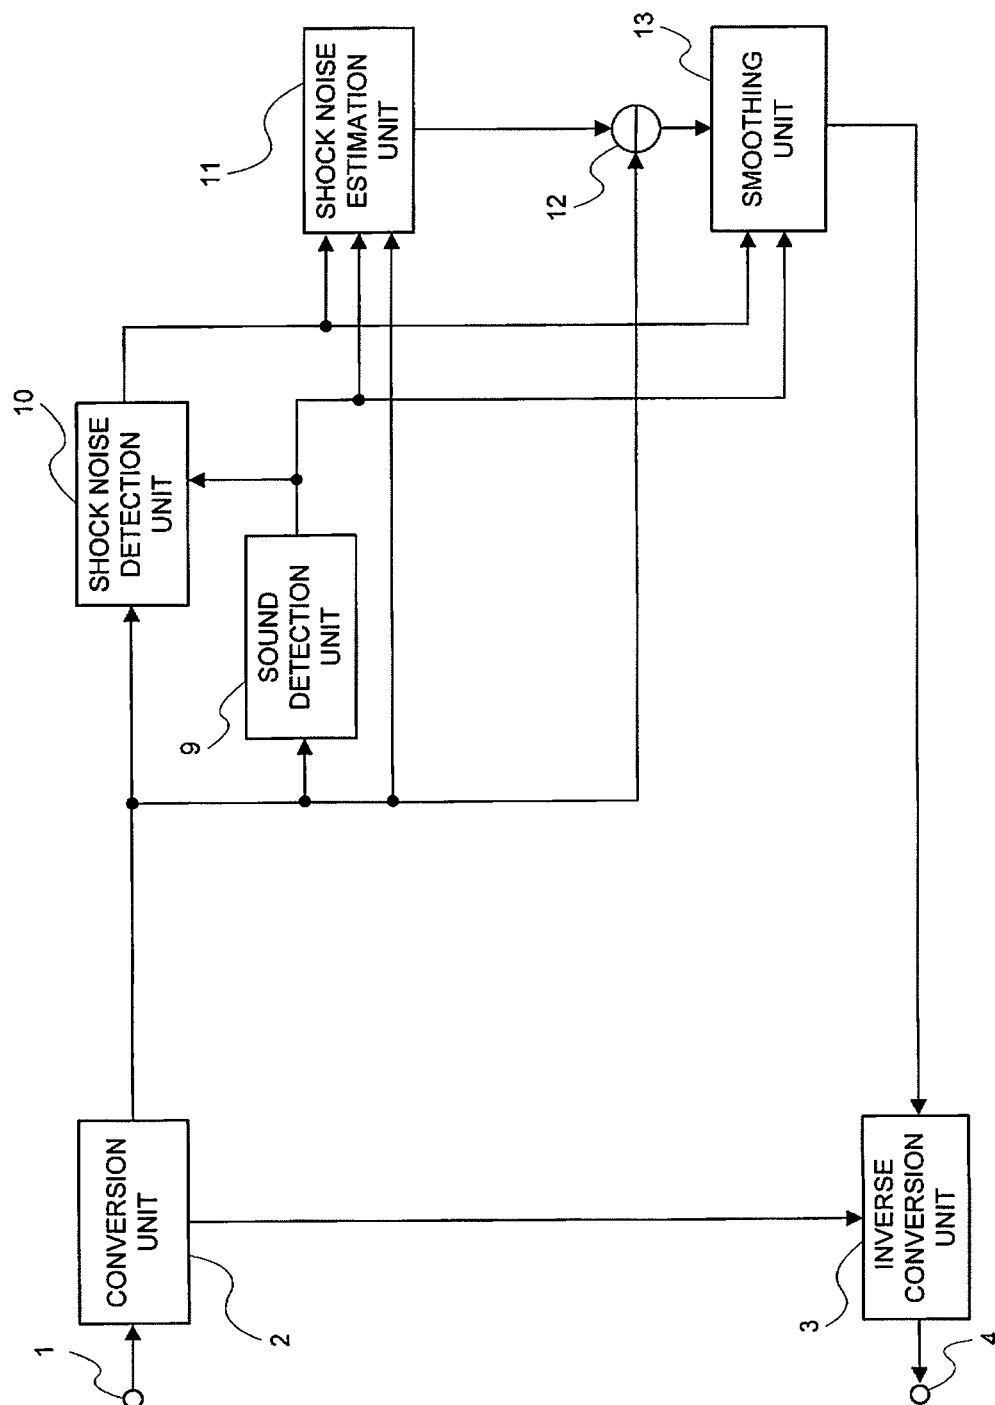 1
CONVERSION
UNIT
2
SHOCK NOISE
DETECTION
UNIT
10
SOUND
DETECTION
UNIT
9
SHOCK NOISE
ESTIMATION
UNIT
11
12
SMOOTHING
UNIT
13
INVERSE
CONVERSION
UNIT
3
4